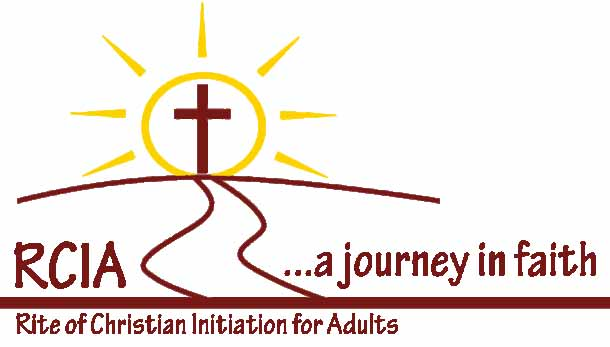 RCIA ...a journey in faith
Rite of Christian Initiation for Adults